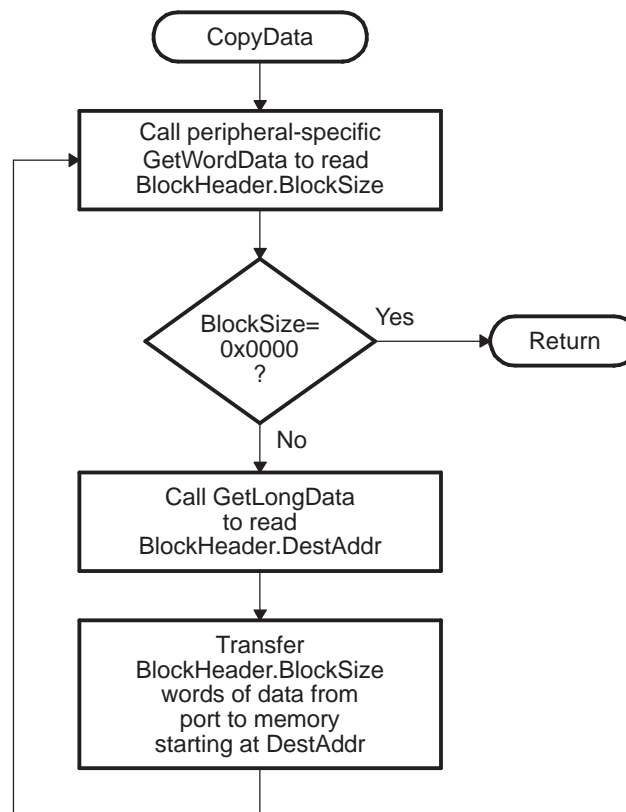 CopyData
Call peripheral-specific
GetWordData to read
BlockHeader.BlockSize
BlockSize=
0x0000
?
Yes
Return
No
Call GetLongData
to read
BlockHeader.DestAddr
Transfer
BlockHeader.BlockSize
words of data from
port to memory
starting at DestAddr